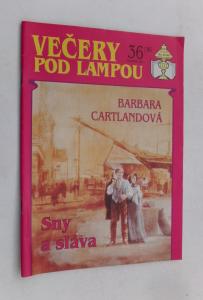 VEČERY
POD LAMPOU
36
BARBARA
CARTLANDOVÁ
Sny
a sláva